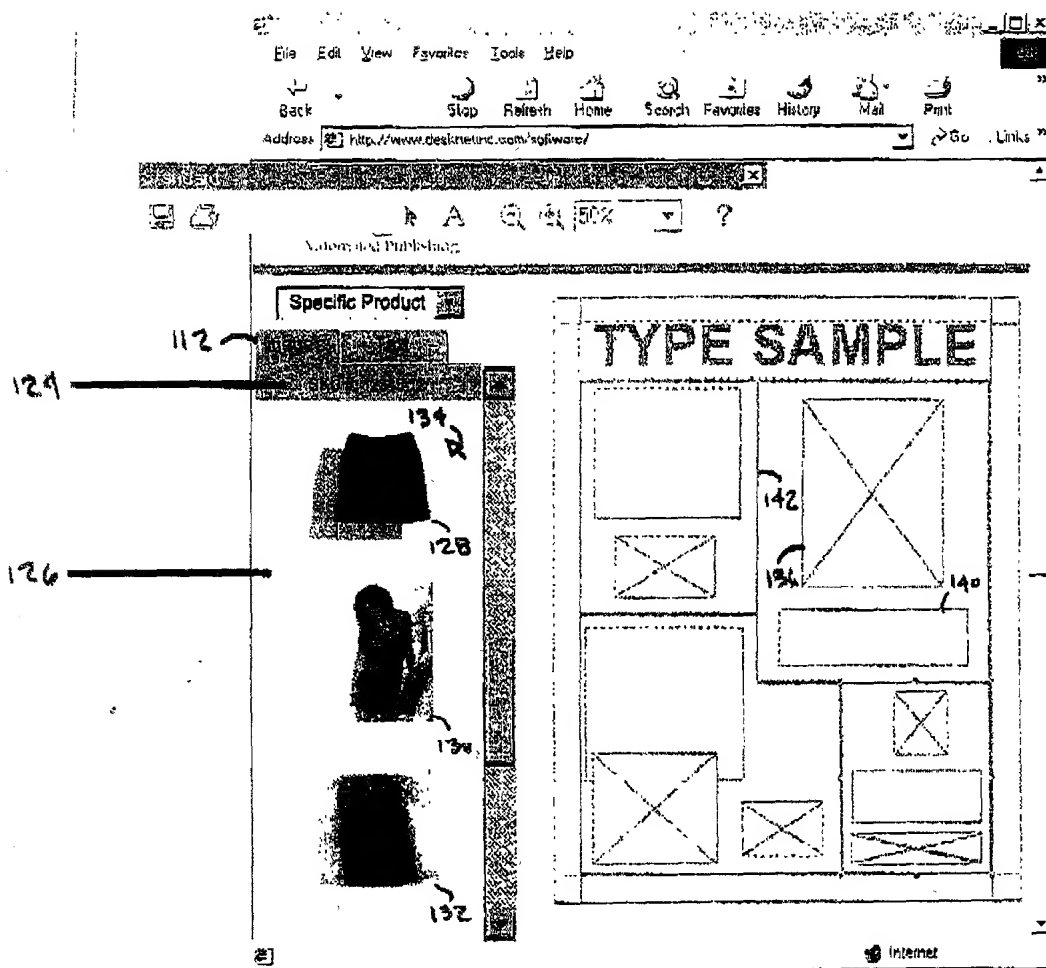 File Edit View Favorites Tools Help
Back Stop Refresh Home Search Favorites History Mail Print
Address http://www.desknetinc.com/software/ Go Links »
A 50% ?
Automated Publishing
Specific Product
TYPE SAMPLE
112
124
134
142
128
126
136
140
130
132
Internet